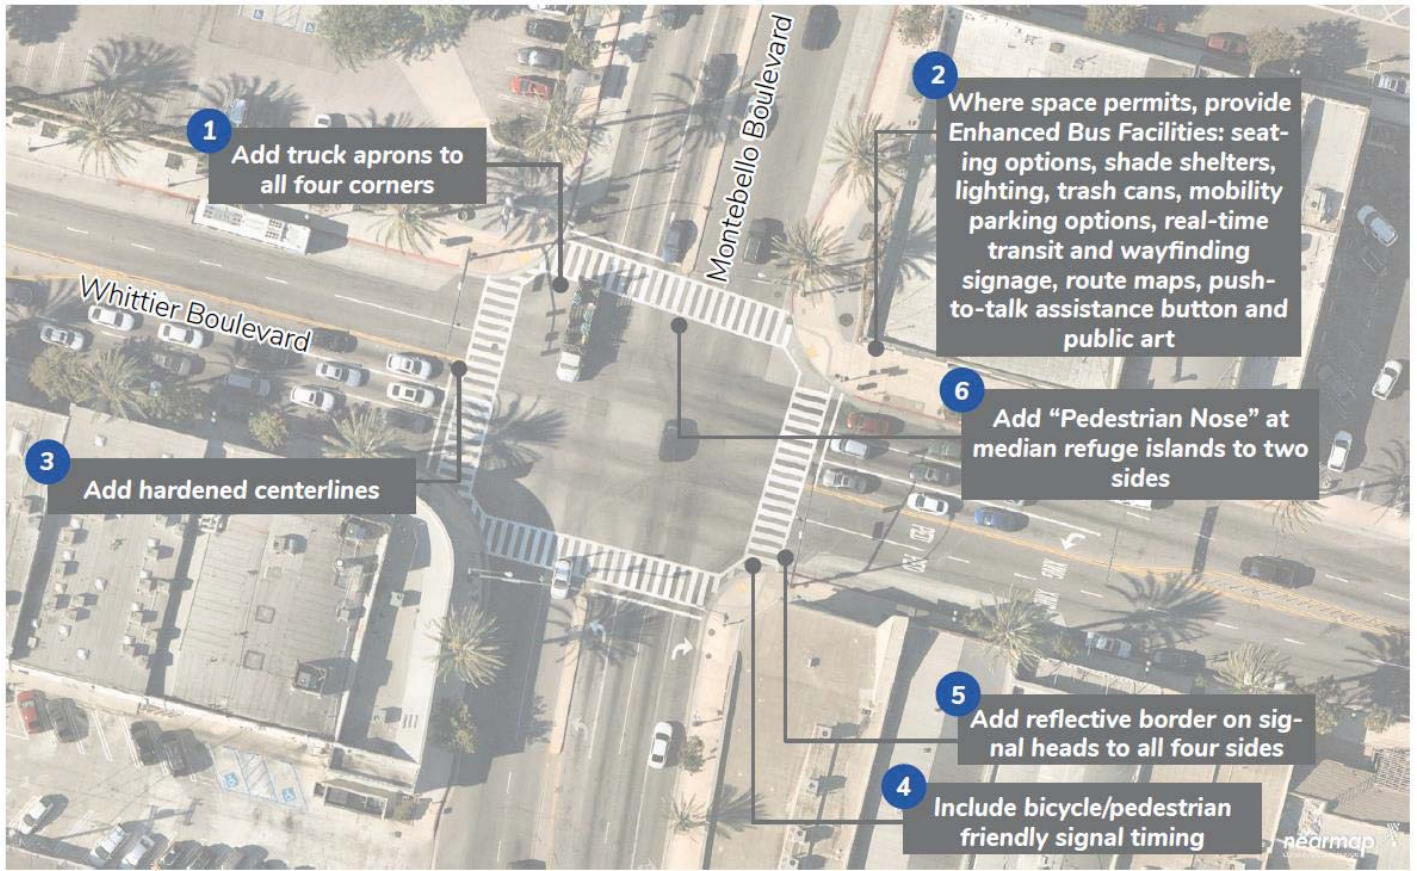 Montebello Boulevard
Whittier Boulevard
1
Add truck aprons to
all four corners
2
Where space permits, provide
Enhanced Bus Facilities: seat-
ing options, shade shelters,
lighting, trash cans, mobility
parking options, real-time
transit and wayfinding
signage, route maps, push-
to-talk assistance button and
public art
3
Add hardened centerlines
6
Add “Pedestrian Nose” at
median refuge islands to two
sides
5
Add reflective border on sig-
nal heads to all four sides
4
Include bicycle/pedestrian
friendly signal timing
PED
PED
XING
XING
nearmap